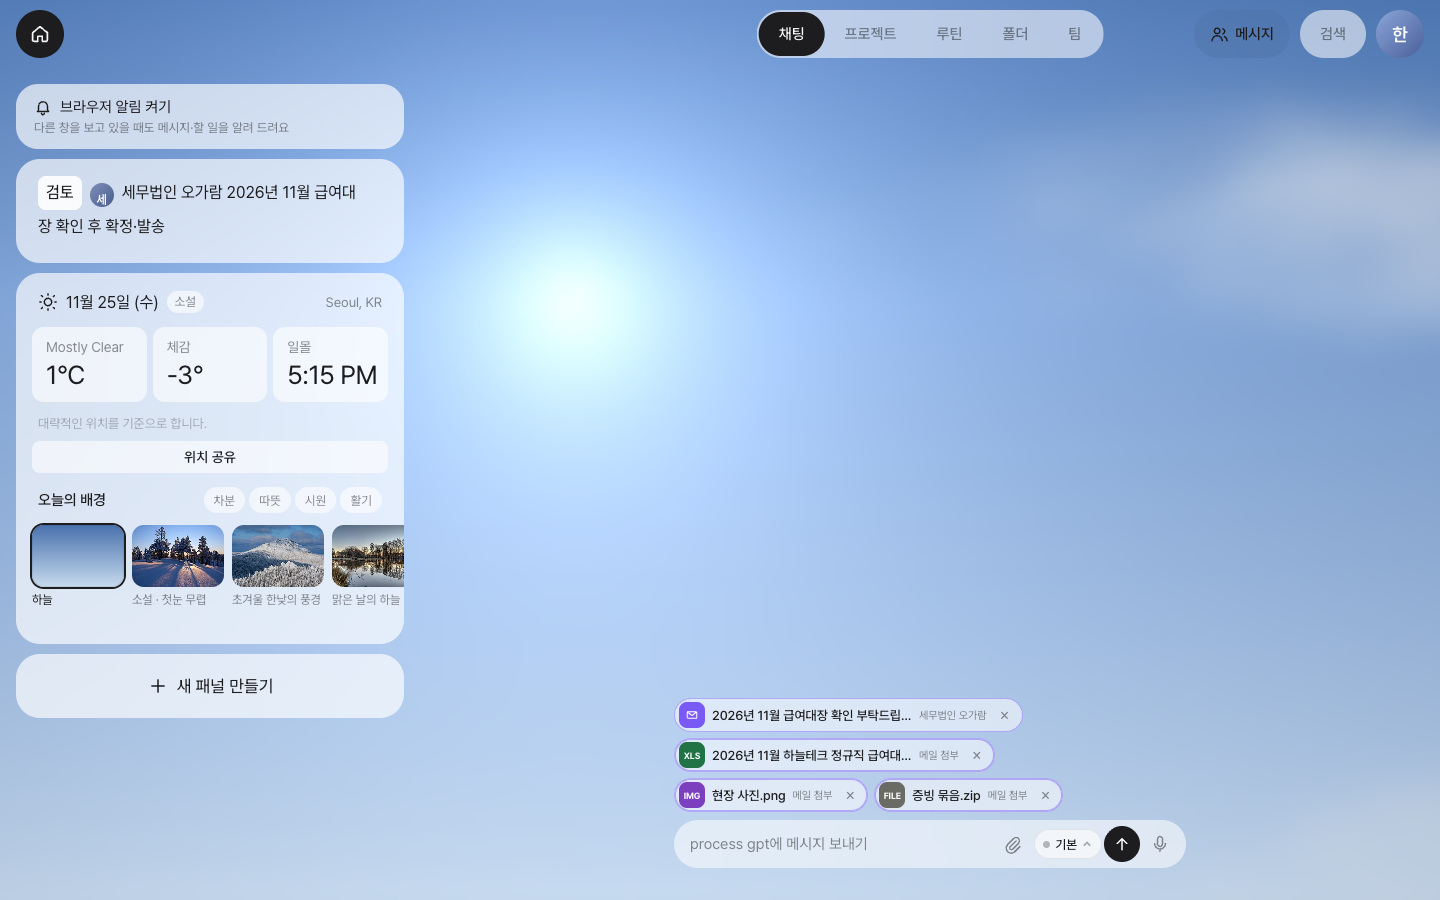 채팅
프로젝트
루틴
폴더
팀
메시지
검색
한
브라우저 알림 켜기
다른 창을 보고 있을 때도 메시지·할 일을 알려 드려요
검토 세 세무법인 오가람 2026년 11월 급여대
장 확인 후 확정·발송
11월 25일 (수) 소설 Seoul, KR
Mostly Clear
1°C
체감
-3°
일몰
5:15 PM
대략적인 위치를 기준으로 합니다.
위치 공유
오늘의 배경 차분 따뜻 시원 활기
하늘
소설 · 첫눈 무렵
초겨울 한낮의 풍경
맑은 날의 하늘
새 패널 만들기
2026년 11월 급여대장 확인 부탁드립... 세무법인 오가람
XLS 2026년 11월 하늘테크 정규직 급여대... 메일 첨부
IMG 현장 사진.png 메일 첨부
FILE 증빙 묶음.zip 메일 첨부
process gpt에 메시지 보내기 기본